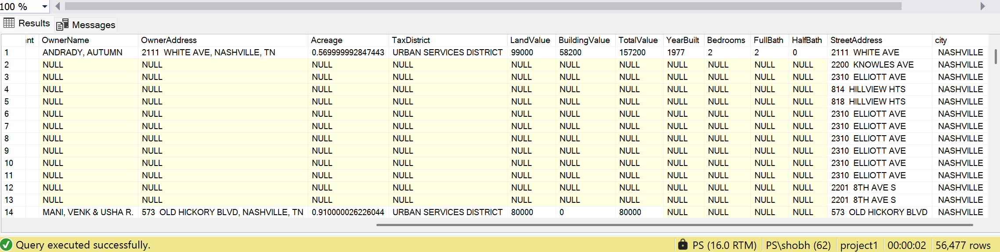 100 %
Results Messages
nt OwnerName OwnerAddress Acreage TaxDistrict LandValue BuildingValue TotalValue YearBuilt Bedrooms FullBath HalfBath StreetAddress city
1 ANDRADY, AUTUMN 2111  WHITE AVE, NASHVILLE, TN 0.569999992847443 URBAN SERVICES DISTRICT 99000 58200 157200 1977 2 2 0 2111  WHITE AVE NASHVILLE
2 NULL NULL NULL NULL NULL NULL NULL NULL NULL NULL NULL 2200  KNOWLES AVE NASHVILLE
3 NULL NULL NULL NULL NULL NULL NULL NULL NULL NULL NULL 2310  ELLIOTT AVE NASHVILLE
4 NULL NULL NULL NULL NULL NULL NULL NULL NULL NULL NULL 814  HILLVIEW HTS NASHVILLE
5 NULL NULL NULL NULL NULL NULL NULL NULL NULL NULL NULL 818  HILLVIEW HTS NASHVILLE
6 NULL NULL NULL NULL NULL NULL NULL NULL NULL NULL NULL 2310  ELLIOTT AVE NASHVILLE
7 NULL NULL NULL NULL NULL NULL NULL NULL NULL NULL NULL 2310  ELLIOTT AVE NASHVILLE
8 NULL NULL NULL NULL NULL NULL NULL NULL NULL NULL NULL 2310  ELLIOTT AVE NASHVILLE
9 NULL NULL NULL NULL NULL NULL NULL NULL NULL NULL NULL 2310  ELLIOTT AVE NASHVILLE
10 NULL NULL NULL NULL NULL NULL NULL NULL NULL NULL NULL 2310  ELLIOTT AVE NASHVILLE
11 NULL NULL NULL NULL NULL NULL NULL NULL NULL NULL NULL 2310  ELLIOTT AVE NASHVILLE
12 NULL NULL NULL NULL NULL NULL NULL NULL NULL NULL NULL 2201  8TH AVE S NASHVILLE
13 NULL NULL NULL NULL NULL NULL NULL NULL NULL NULL NULL 2201  8TH AVE S NASHVILLE
14 MANI, VENK & USHA R. 573  OLD HICKORY BLVD, NASHVILLE, TN 0.910000026226044 URBAN SERVICES DISTRICT 80000 0 80000 NULL NULL NULL NULL 573  OLD HICKORY BLVD NASHVILLE
Query executed successfully. PS (16.0 RTM) PS\shobh (62) project1 00:00:02 56,477 rows